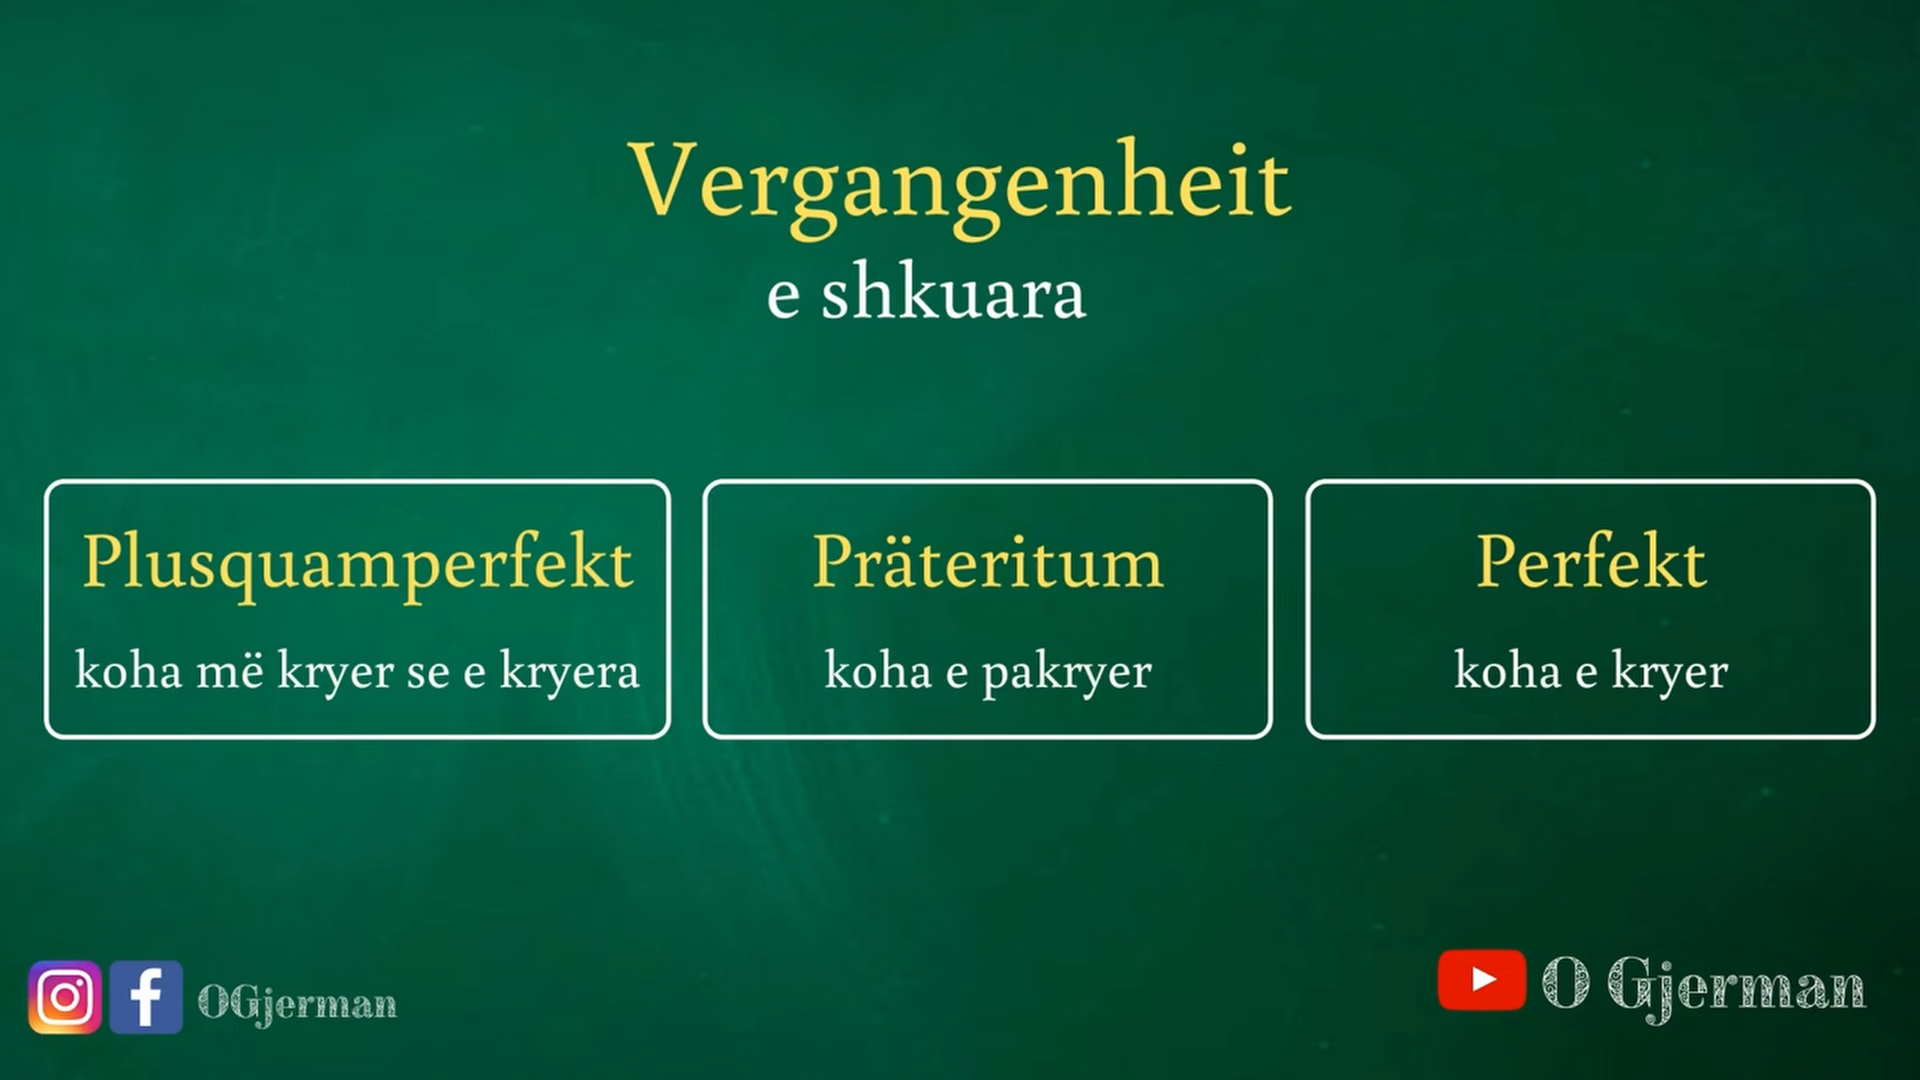 Vergangenheit
e shkuara
Plusquamperfekt
koha më kryer se e kryera
Präteritum
koha e pakryer
Perfekt
koha e kryer
OGjerman
O Gjerman